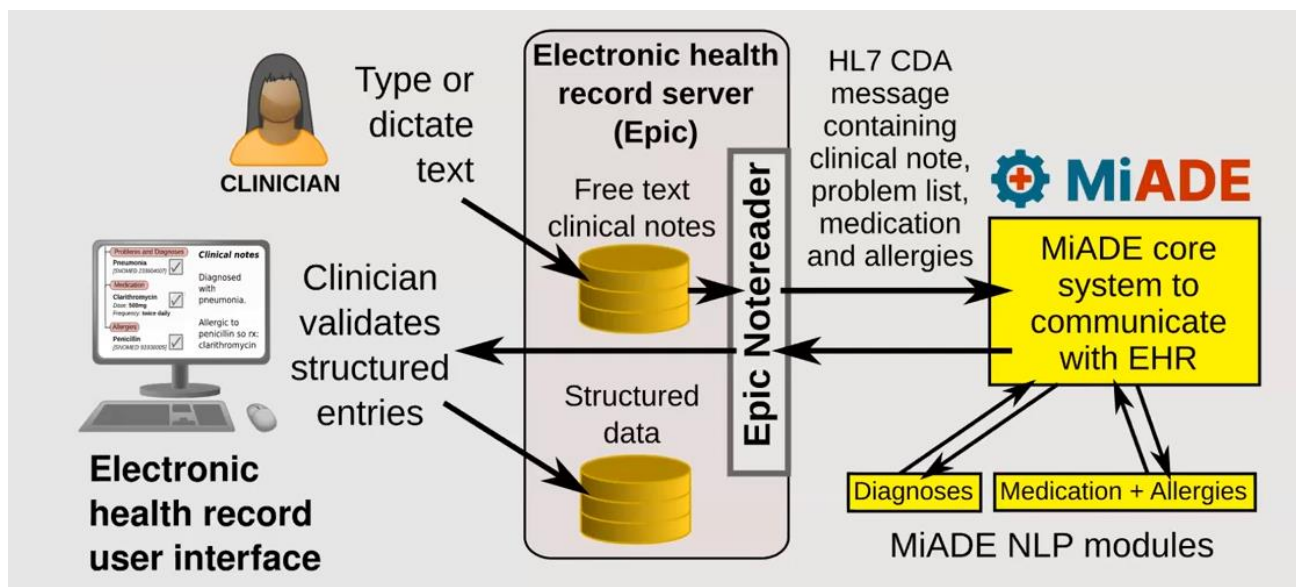 CLINICIAN
Type or
dictate
text
Electronic health
record server
(Epic)
Free text
clinical notes
Epic Notereader
HL7 CDA
message
containing
clinical note,
problem list,
medication
and allergies
MiADE
MiADE core
system to
communicate
with EHR
Diagnoses
Medication + Allergies
MiADE NLP modules
Clinician
validates
structured
entries
Structured
data
Problems and Diagnoses
Pneumonia
Medication
Clarithromycin
Dose: 500mg
Frequency: twice daily
Allergies
Penicillin
Clinical notes
Diagnosed
with
pneumonia.
Allergic to
penicillin so rx:
clarithromycin
Electronic
health record
user interface